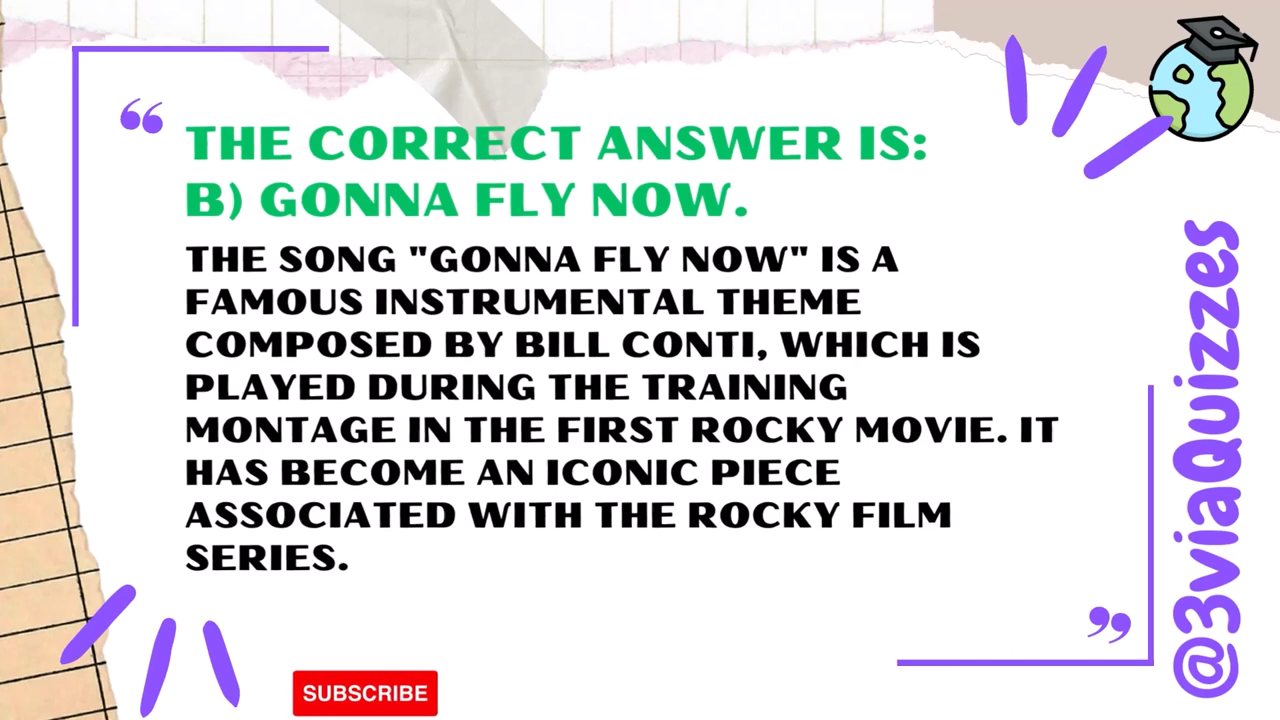 “
THE CORRECT ANSWER IS:
B) GONNA FLY NOW.
THE SONG "GONNA FLY NOW" IS A
FAMOUS INSTRUMENTAL THEME
COMPOSED BY BILL CONTI, WHICH IS
PLAYED DURING THE TRAINING
MONTAGE IN THE FIRST ROCKY MOVIE. IT
HAS BECOME AN ICONIC PIECE
ASSOCIATED WITH THE ROCKY FILM
SERIES.
”
@3viaQuizzes
SUBSCRIBE